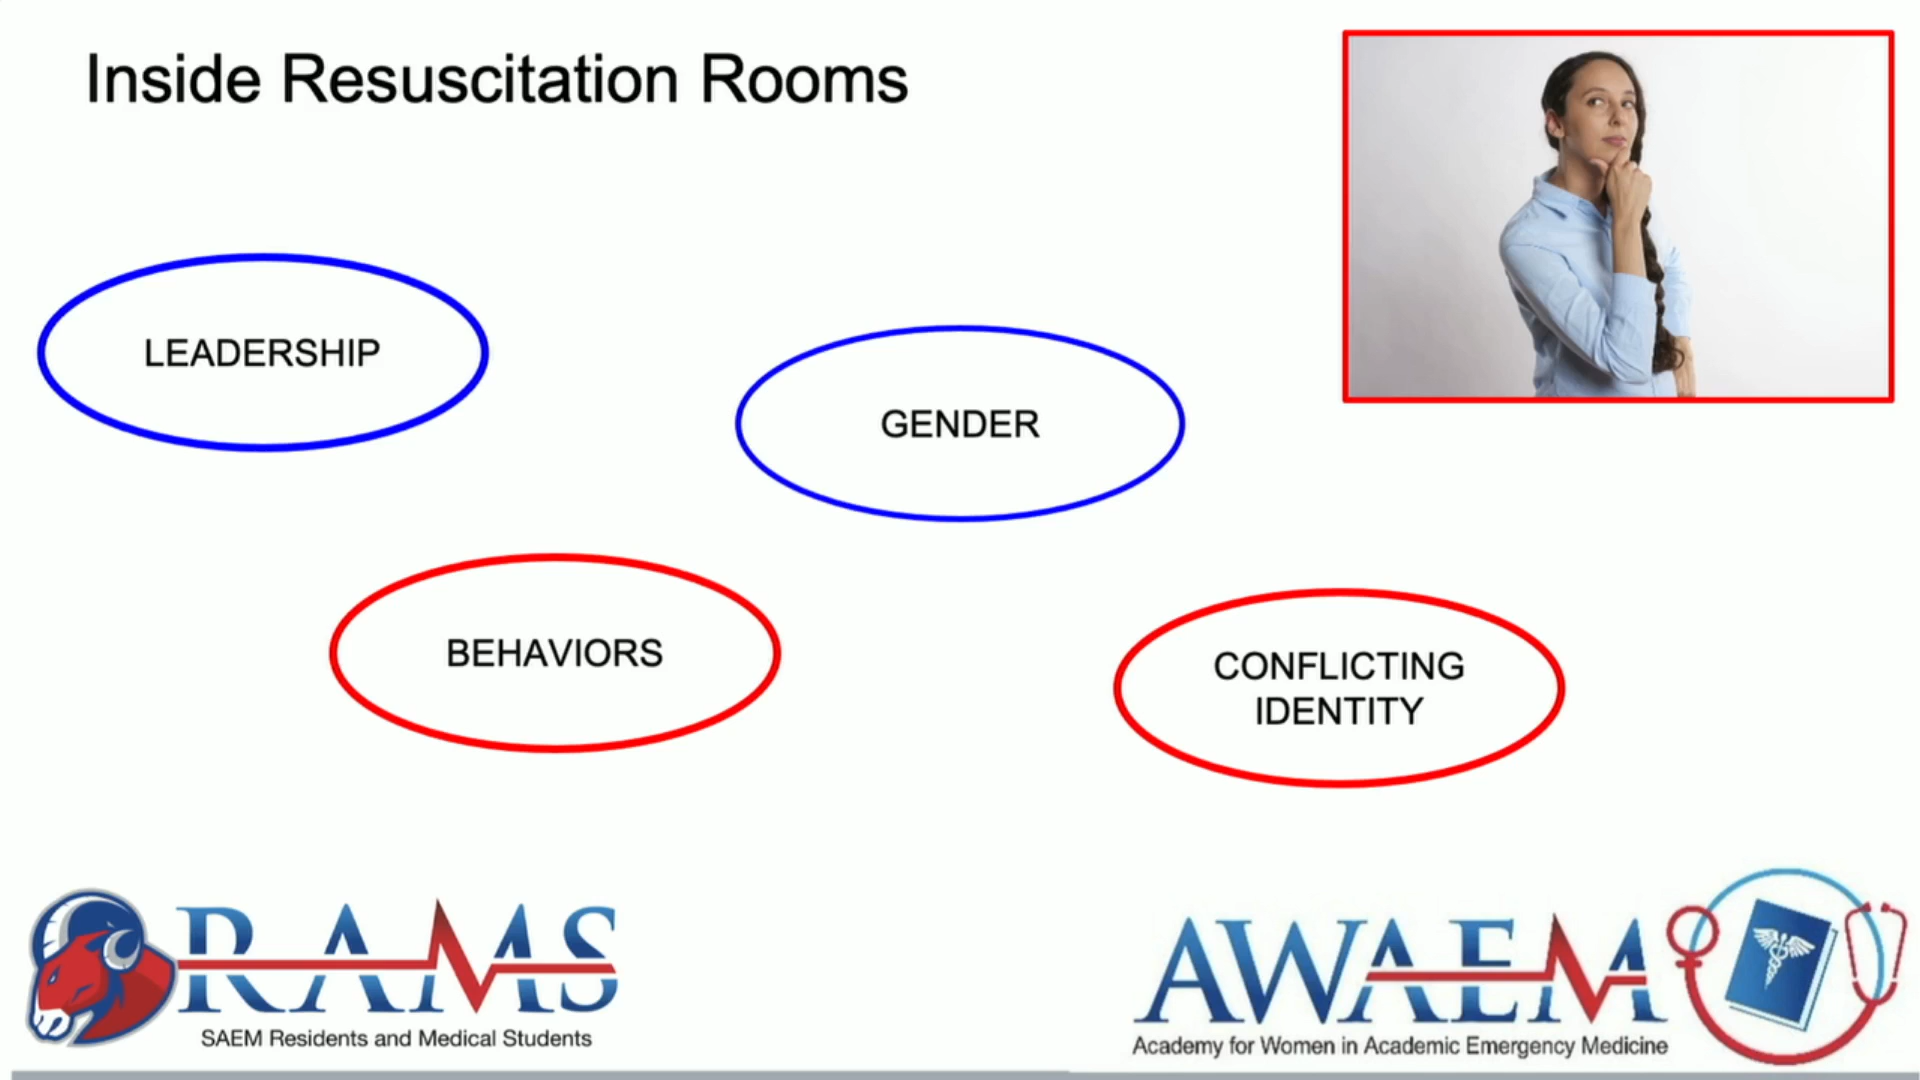 Inside Resuscitation Rooms
LEADERSHIP
GENDER
BEHAVIORS
CONFLICTING
IDENTITY
RAMS
SAEM Residents and Medical Students
AWAEM
Academy for Women in Academic Emergency Medicine